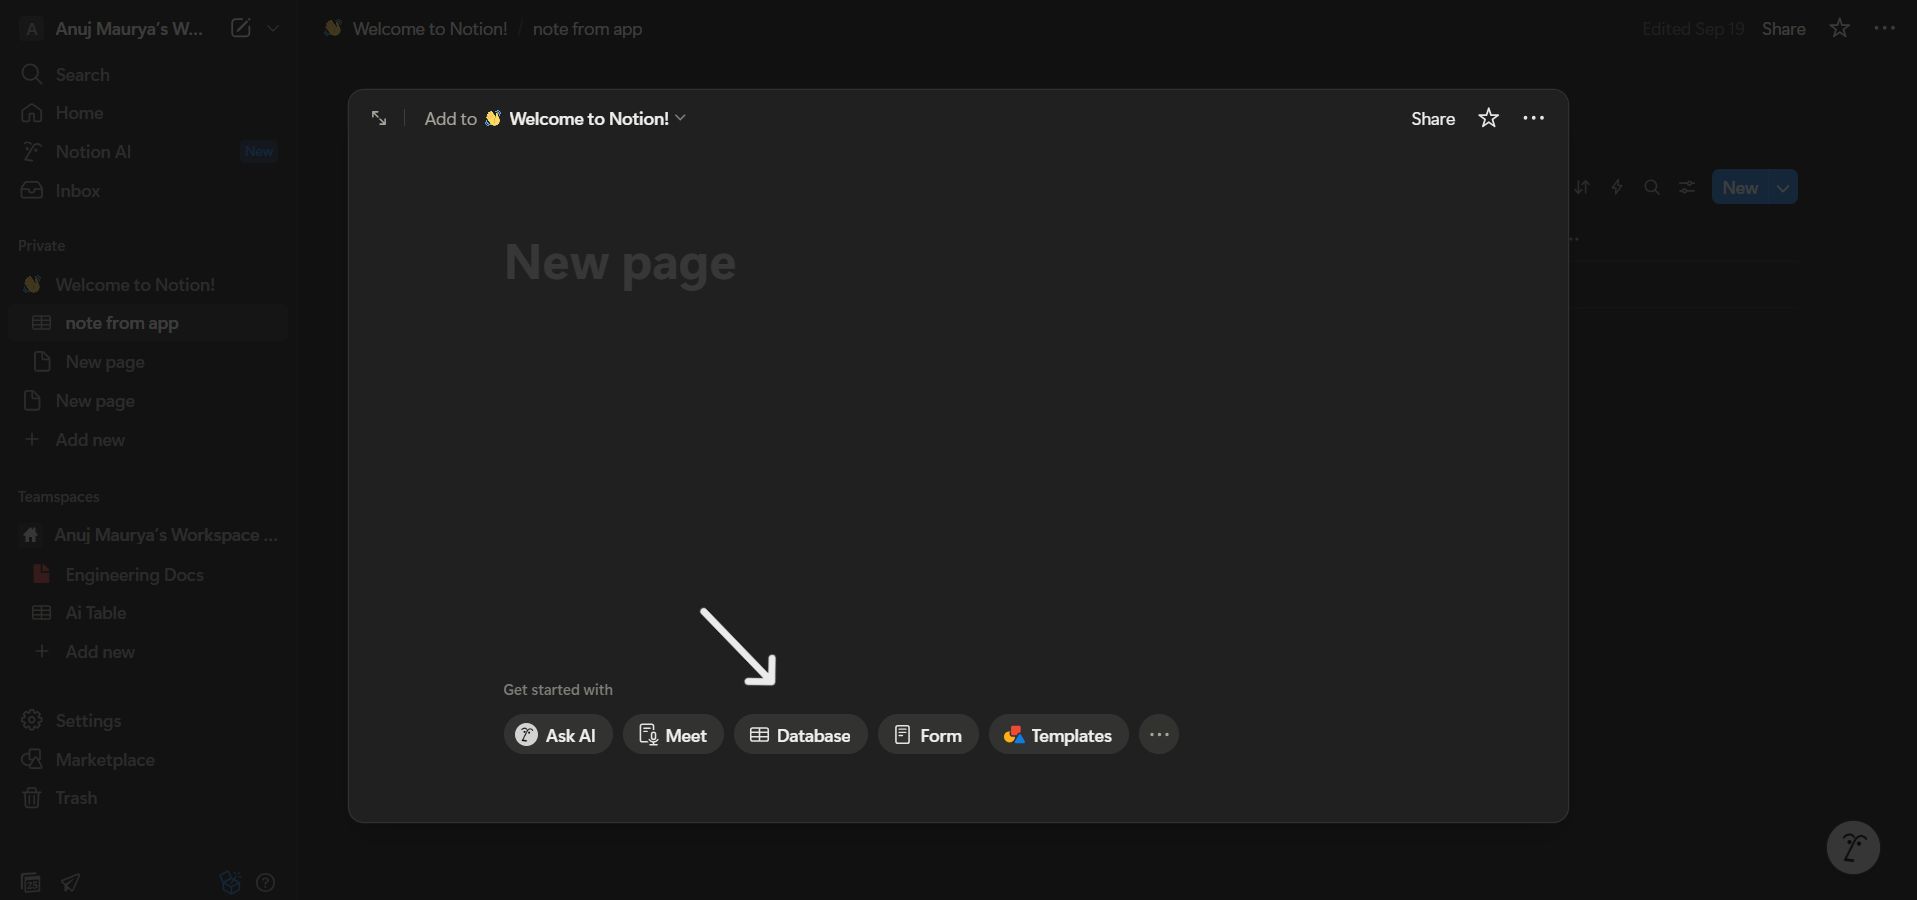 A Anuj Maurya's W...
Search
Home
Notion AI New
Inbox
Private
Welcome to Notion!
note from app
New page
New page
Add new
Teamspaces
Anuj Maurya's Workspace ...
Engineering Docs
Ai Table
Add new
Settings
Marketplace
Trash
25
Welcome to Notion! / note from app
Edited Sep 19 Share
New
Add to Welcome to Notion!
Share
New page
Get started with
Ask AI Meet Database Form Templates